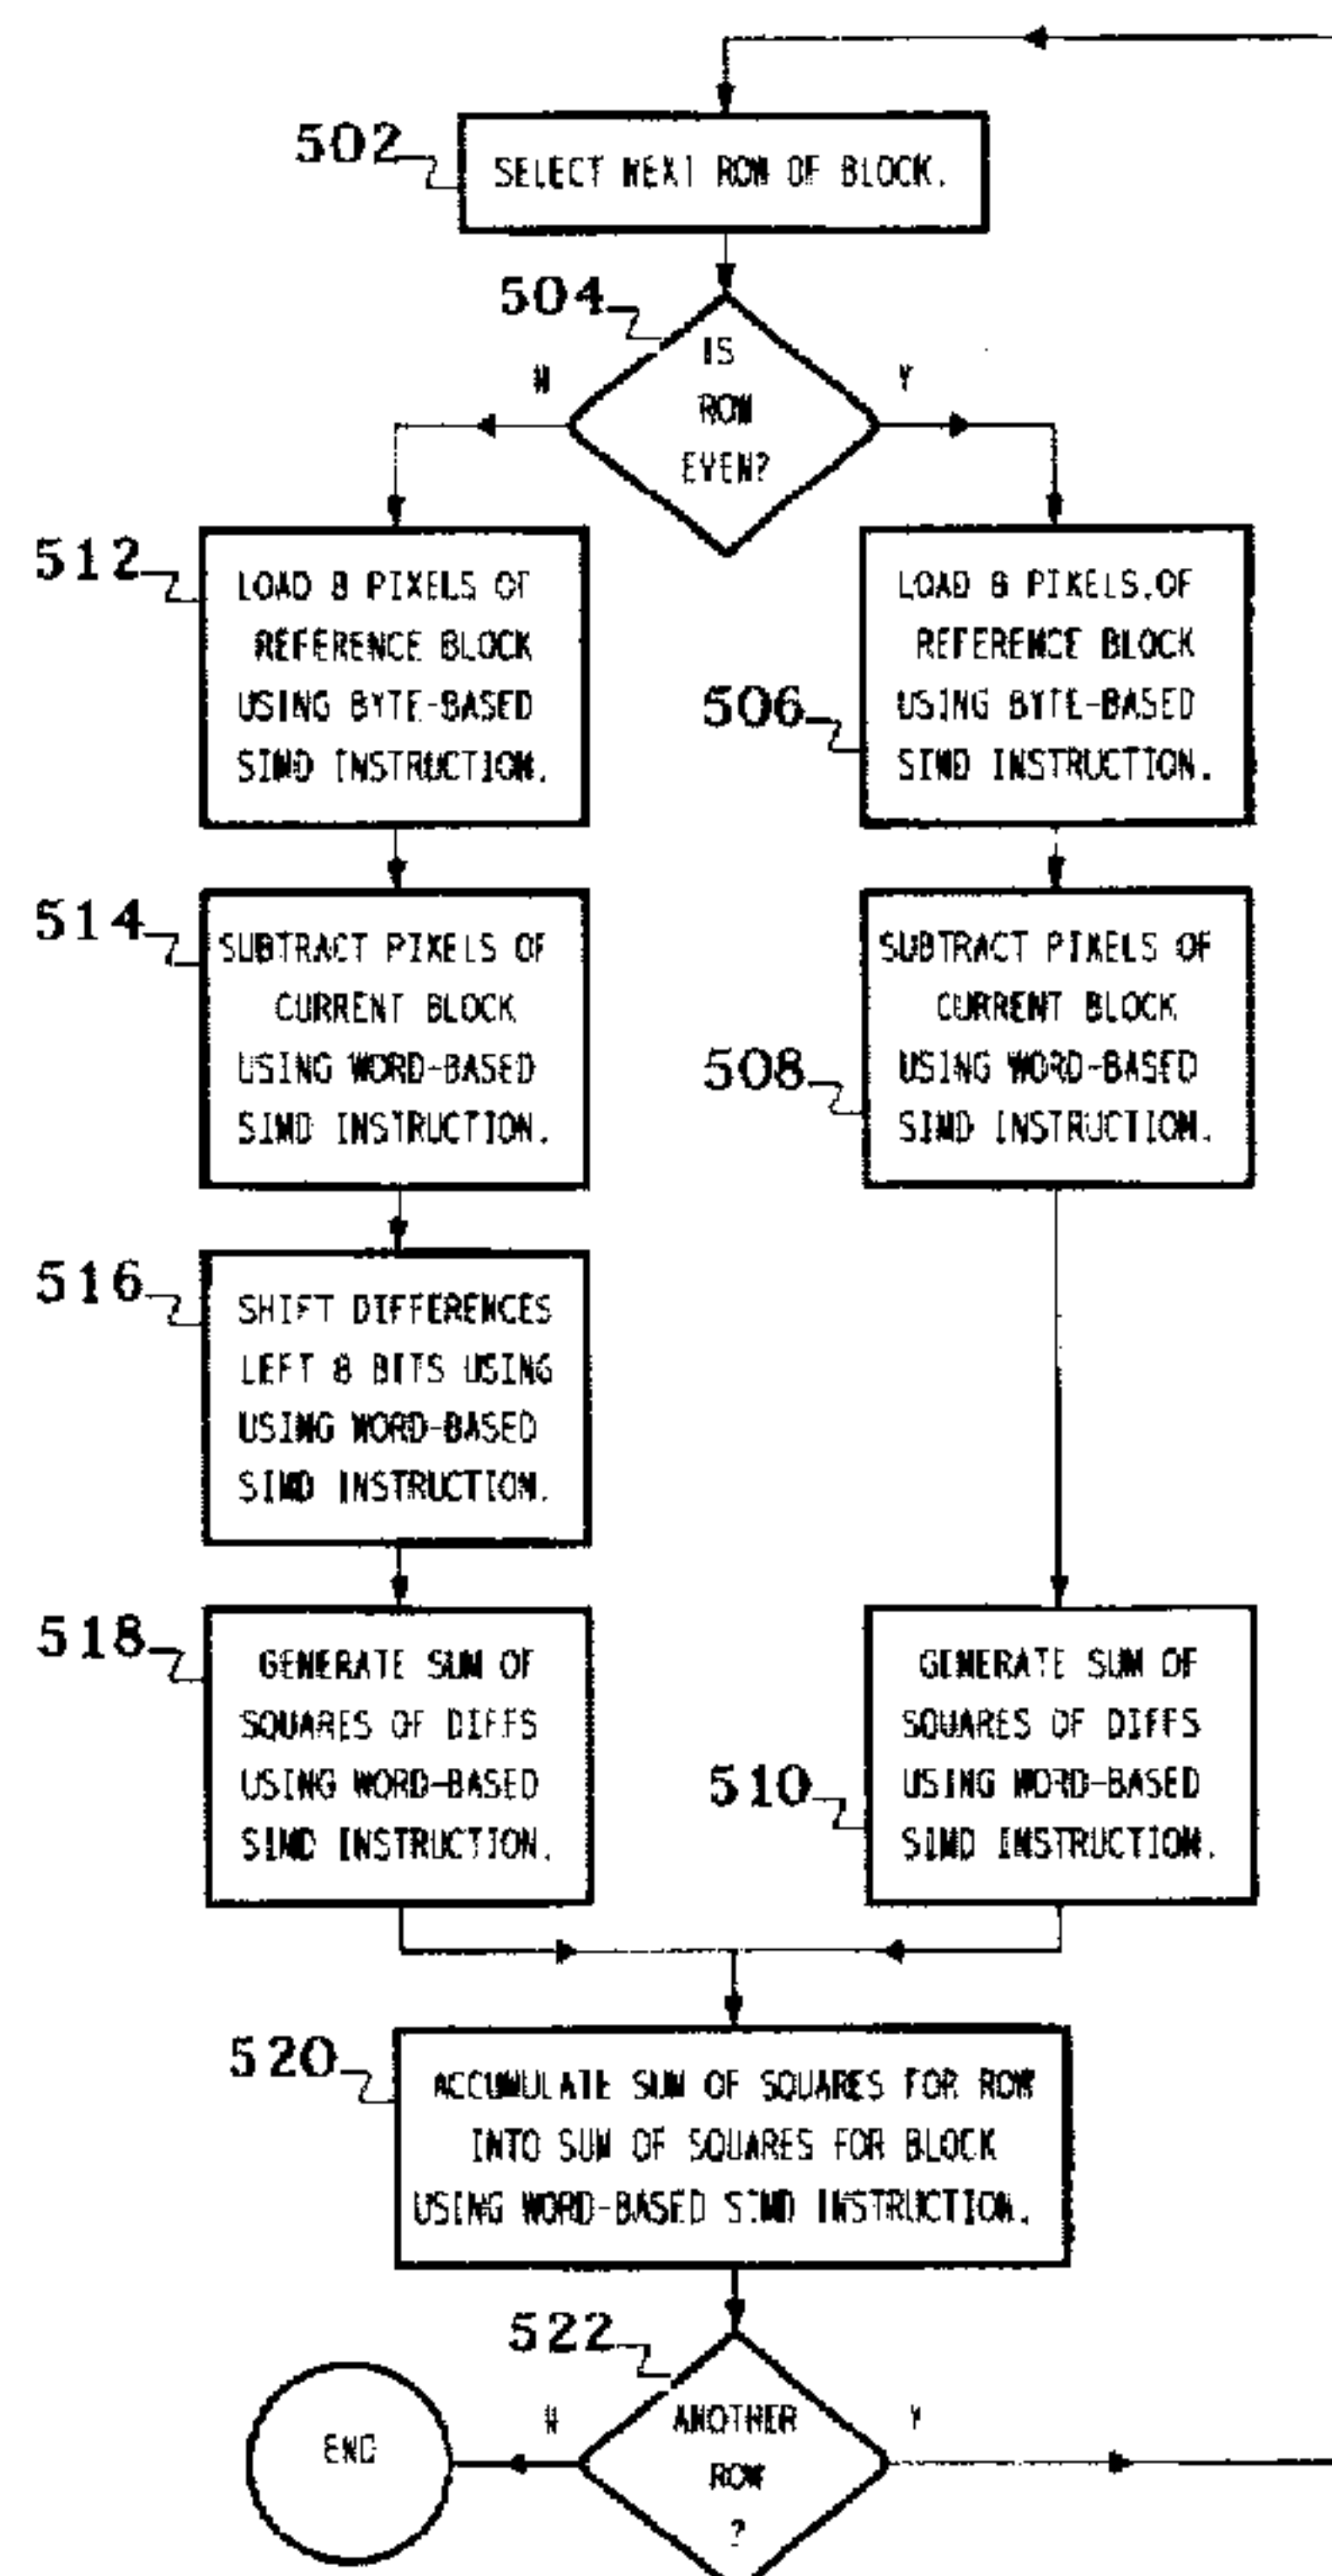 502
SELECT NEXT ROW OF BLOCK.
504
IS
ROW
EVEN?
N
Y
512
LOAD 8 PIXELS OF
REFERENCE BLOCK
USING BYTE-BASED
SIMD INSTRUCTION.
506
LOAD 8 PIXELS OF
REFERENCE BLOCK
USING BYTE-BASED
SIMD INSTRUCTION.
514
SUBTRACT PIXELS OF
CURRENT BLOCK
USING WORD-BASED
SIMD INSTRUCTION.
508
SUBTRACT PIXELS OF
CURRENT BLOCK
USING WORD-BASED
SIMD INSTRUCTION.
516
SHIFT DIFFERENCES
LEFT 8 BITS USING
USING WORD-BASED
SIMD INSTRUCTION.
518
GENERATE SUM OF
SQUARES OF DIFFS
USING WORD-BASED
SIMD INSTRUCTION.
510
GENERATE SUM OF
SQUARES OF DIFFS
USING WORD-BASED
SIMD INSTRUCTION.
520
ACCUMULATE SUM OF SQUARES FOR ROW
INTO SUM OF SQUARES FOR BLOCK
USING WORD-BASED SIMD INSTRUCTION.
522
ANOTHER
ROW
?
N
Y
END